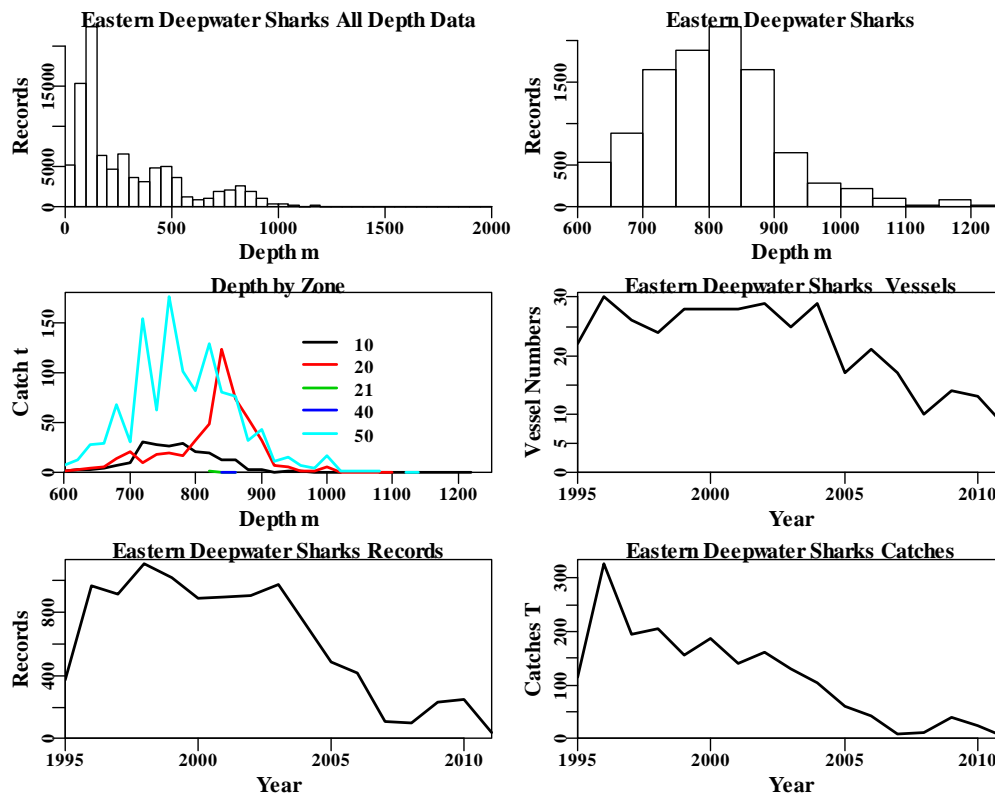 Eastern Deepwater Sharks All Depth Data
Records
0 5000 15000
0 500 1000 1500 2000
Depth m
Eastern Deepwater Sharks
Records
0 500 1500
600 700 800 900 1000 1100 1200
Depth m
Depth by Zone
Catch t
0 50 100 150
10
20
21
40
50
600 700 800 900 1000 1200
Depth m
Eastern Deepwater Sharks Vessels
Vessel Numbers
0 5 10 20 30
1995 2000 2005 2010
Year
Eastern Deepwater Sharks Records
Records
0 400 800
1995 2000 2005 2010
Year
Eastern Deepwater Sharks Catches
Catches T
0 100 200 300
1995 2000 2005 2010
Year